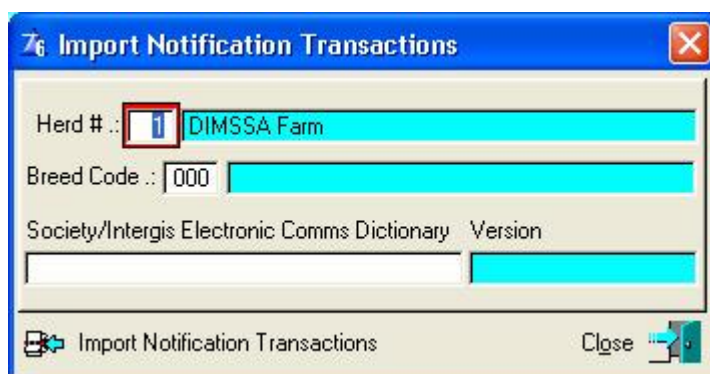 76 Import Notification Transactions
Herd # .: 1 DIMSSA Farm
Breed Code .: 000
Society/Intergis Electronic Comms Dictionary Version
Import Notification Transactions Close